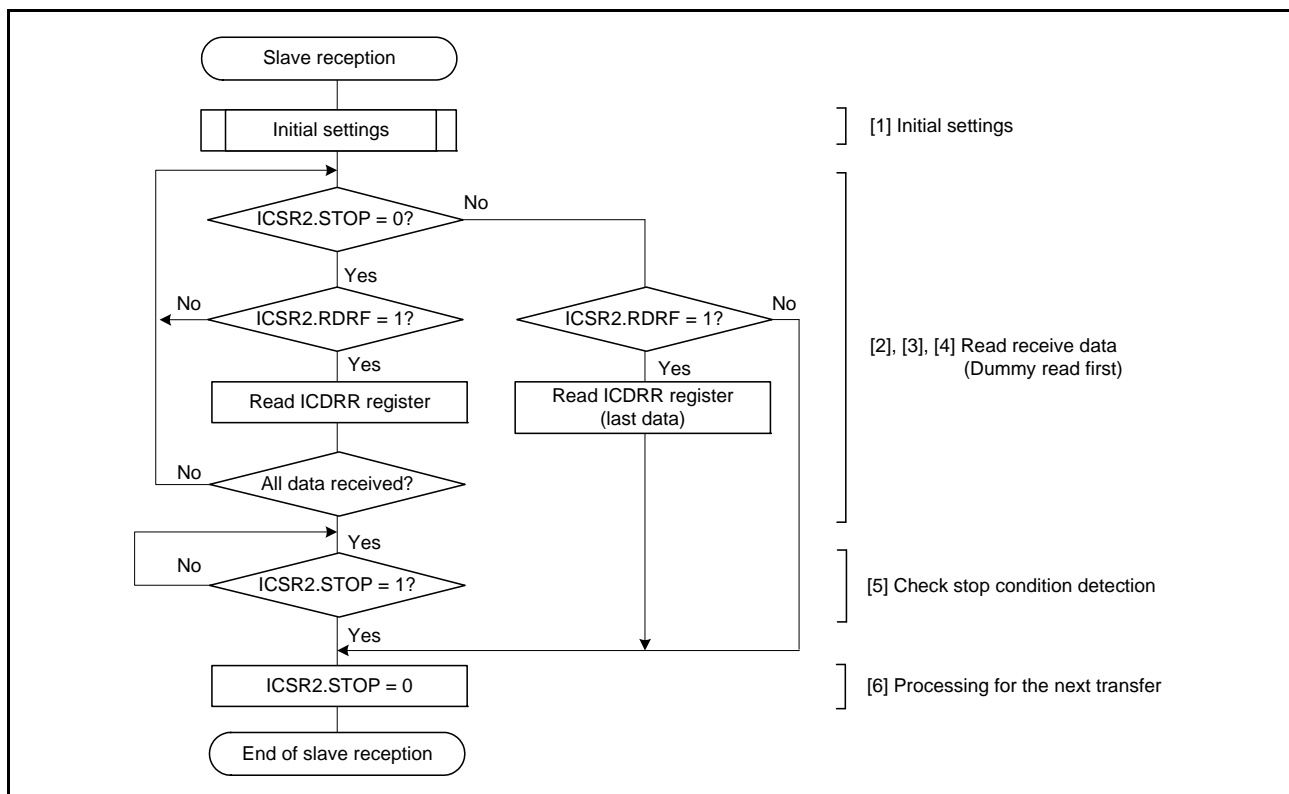 Slave reception
Initial settings
[1] Initial settings
ICSR2.STOP = 0?
No
Yes
No
ICSR2.RDRF = 1?
ICSR2.RDRF = 1?
No
[2], [3], [4] Read receive data
(Dummy read first)
Yes
Yes
Read ICDRR register
Read ICDRR register
(last data)
No
All data received?
Yes
No
ICSR2.STOP = 1?
[5] Check stop condition detection
Yes
ICSR2.STOP = 0
[6] Processing for the next transfer
End of slave reception